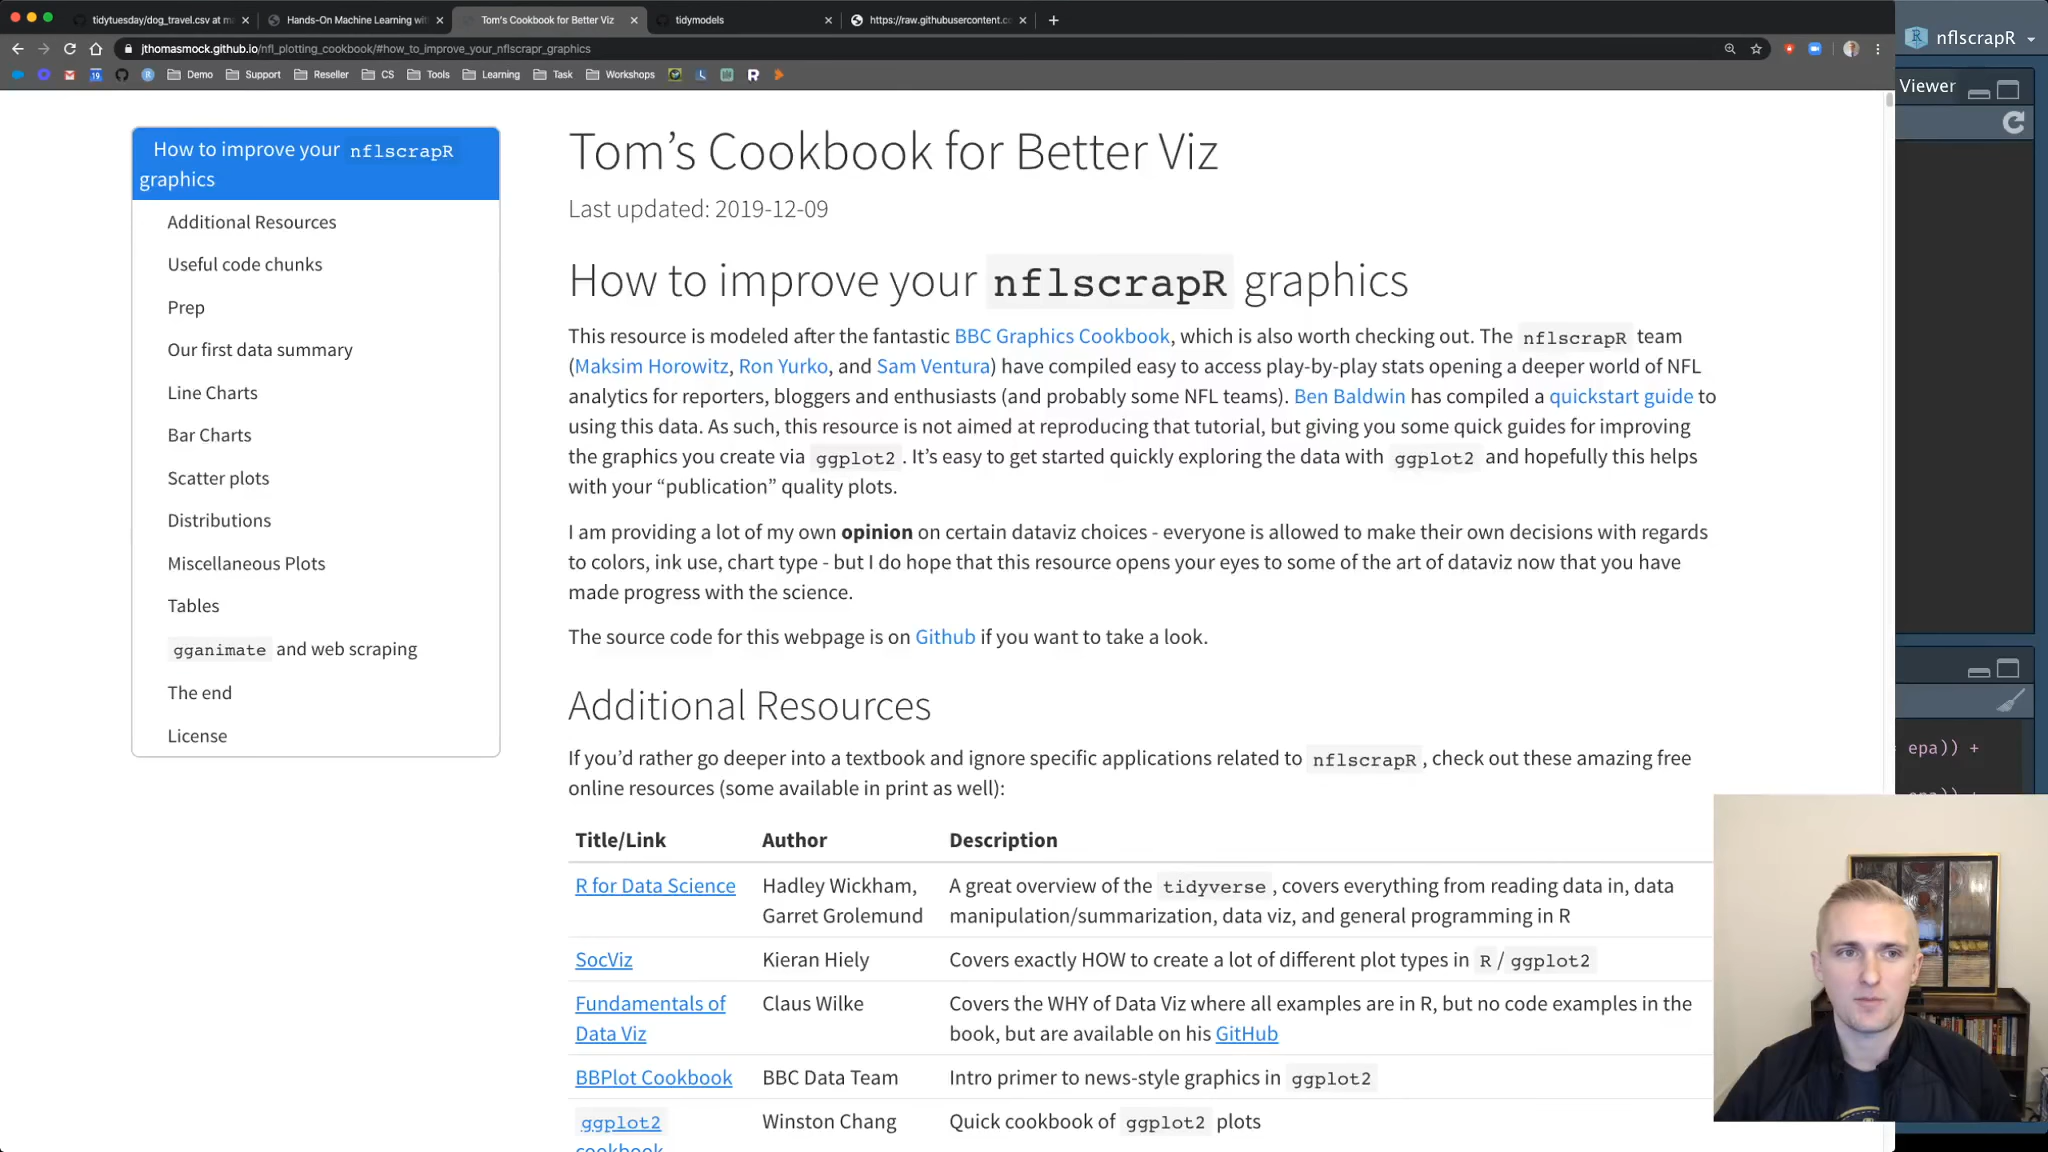 tidytuesday/dog_travel.csv at m
Hands-On Machine Learning wit
Tom's Cookbook for Better Viz
tidymodels
https://raw.githubusercontent.c
nflscrapR
jthomasmock.github.io/nfl_plotting_cookbook/#how_to_improve_your_nflscrapr_graphics
19
Demo
Support
Reseller
CS
Tools
Learning
Task
Workshops
R
Viewer
How to improve your nflscrapR
graphics
Additional Resources
Useful code chunks
Prep
Our first data summary
Line Charts
Bar Charts
Scatter plots
Distributions
Miscellaneous Plots
Tables
gganimate and web scraping
The end
License
Tom’s Cookbook for Better Viz
Last updated: 2019-12-09
How to improve your nflscrapR graphics
This resource is modeled after the fantastic BBC Graphics Cookbook, which is also worth checking out. The nflscrapR team
(Maksim Horowitz, Ron Yurko, and Sam Ventura) have compiled easy to access play-by-play stats opening a deeper world of NFL
analytics for reporters, bloggers and enthusiasts (and probably some NFL teams). Ben Baldwin has compiled a quickstart guide to
using this data. As such, this resource is not aimed at reproducing that tutorial, but giving you some quick guides for improving
the graphics you create via ggplot2. It’s easy to get started quickly exploring the data with ggplot2 and hopefully this helps
with your “publication” quality plots.
I am providing a lot of my own opinion on certain dataviz choices - everyone is allowed to make their own decisions with regards
to colors, ink use, chart type - but I do hope that this resource opens your eyes to some of the art of dataviz now that you have
made progress with the science.
The source code for this webpage is on Github if you want to take a look.
Additional Resources
If you’d rather go deeper into a textbook and ignore specific applications related to nflscrapR, check out these amazing free
online resources (some available in print as well):
Title/Link Author Description
R for Data Science Hadley Wickham, A great overview of the tidyverse, covers everything from reading data in, data
Garret Grolemund manipulation/summarization, data viz, and general programming in R
SocViz Kieran Hiely Covers exactly HOW to create a lot of different plot types in R / ggplot2
Fundamentals of Claus Wilke Covers the WHY of Data Viz where all examples are in R, but no code examples in the
Data Viz book, but are available on his GitHub
BBPlot Cookbook BBC Data Team Intro primer to news-style graphics in ggplot2
ggplot2 Winston Chang Quick cookbook of ggplot2 plots
cookbook
epa)) +
epa)) +